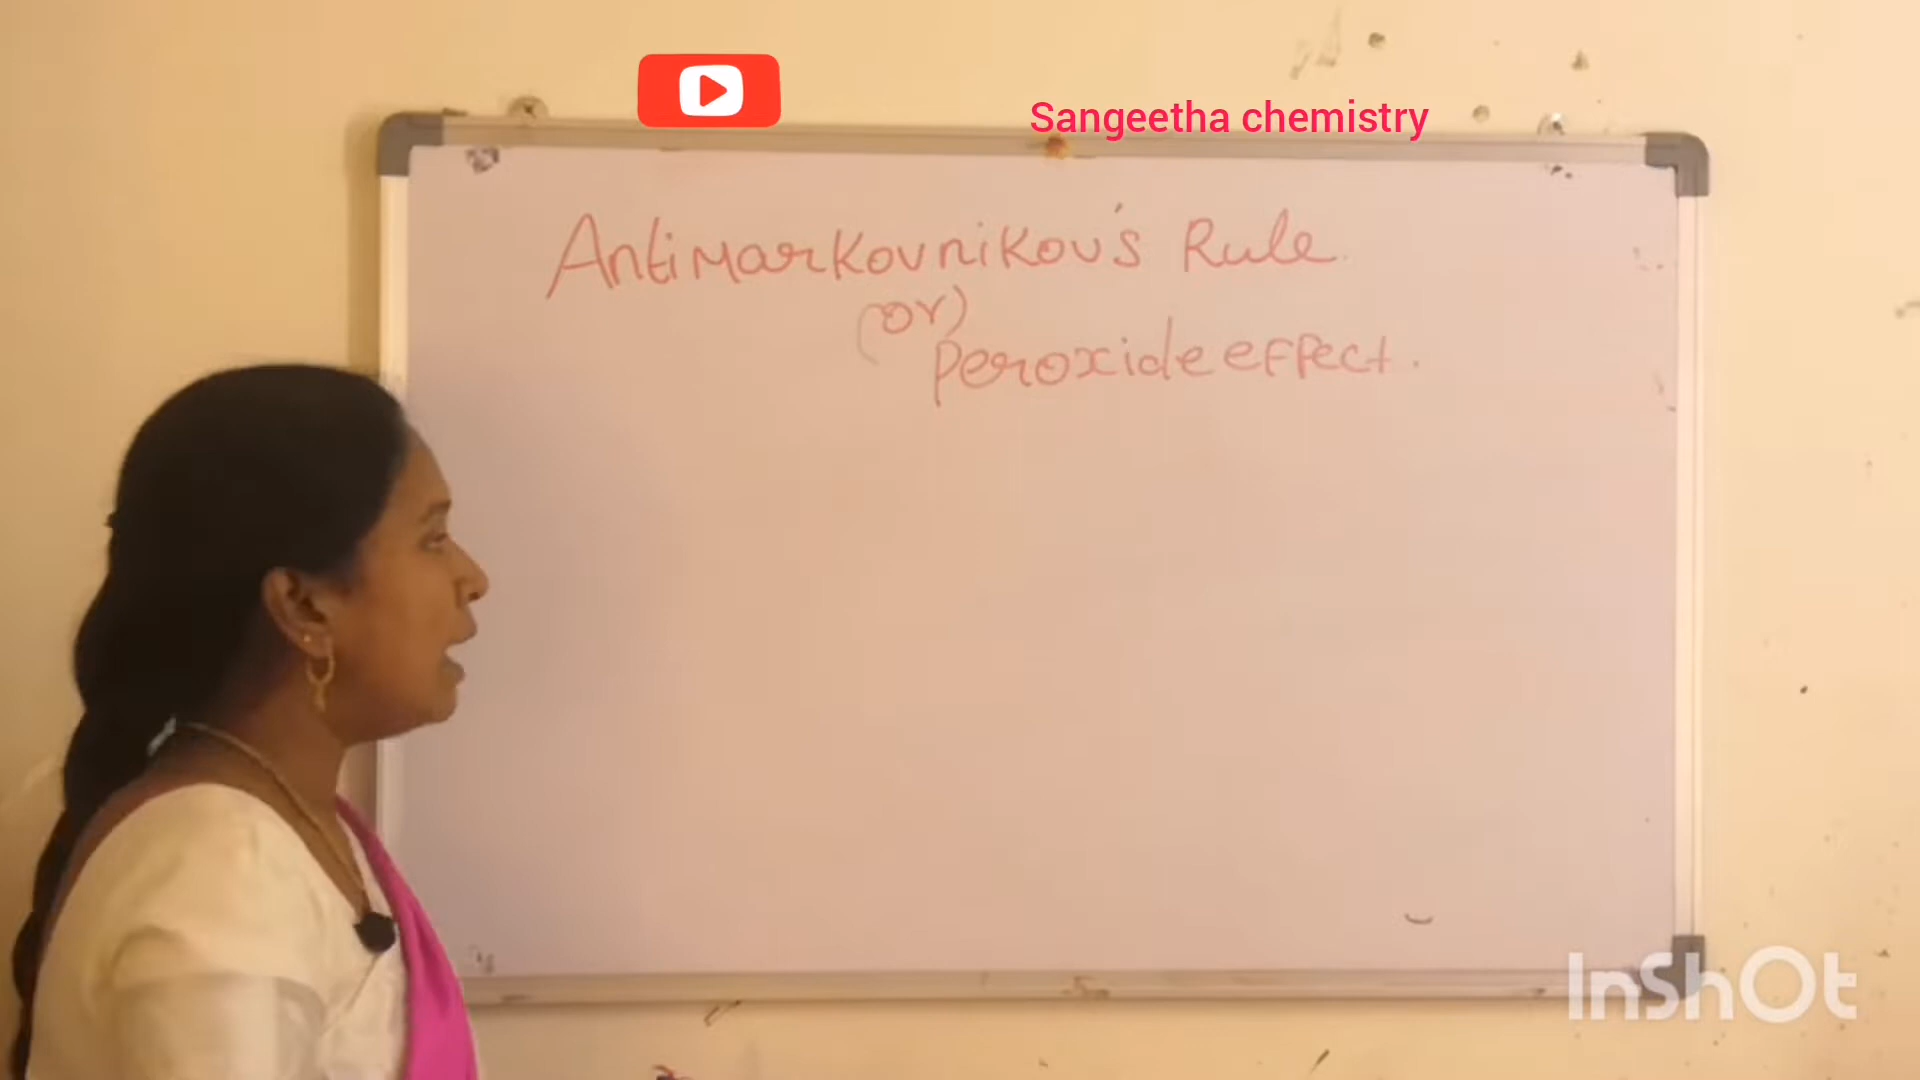 Sangeetha chemistry
Antimarkovnikov's Rule.
(or)
Peroxide effect.
InShOt